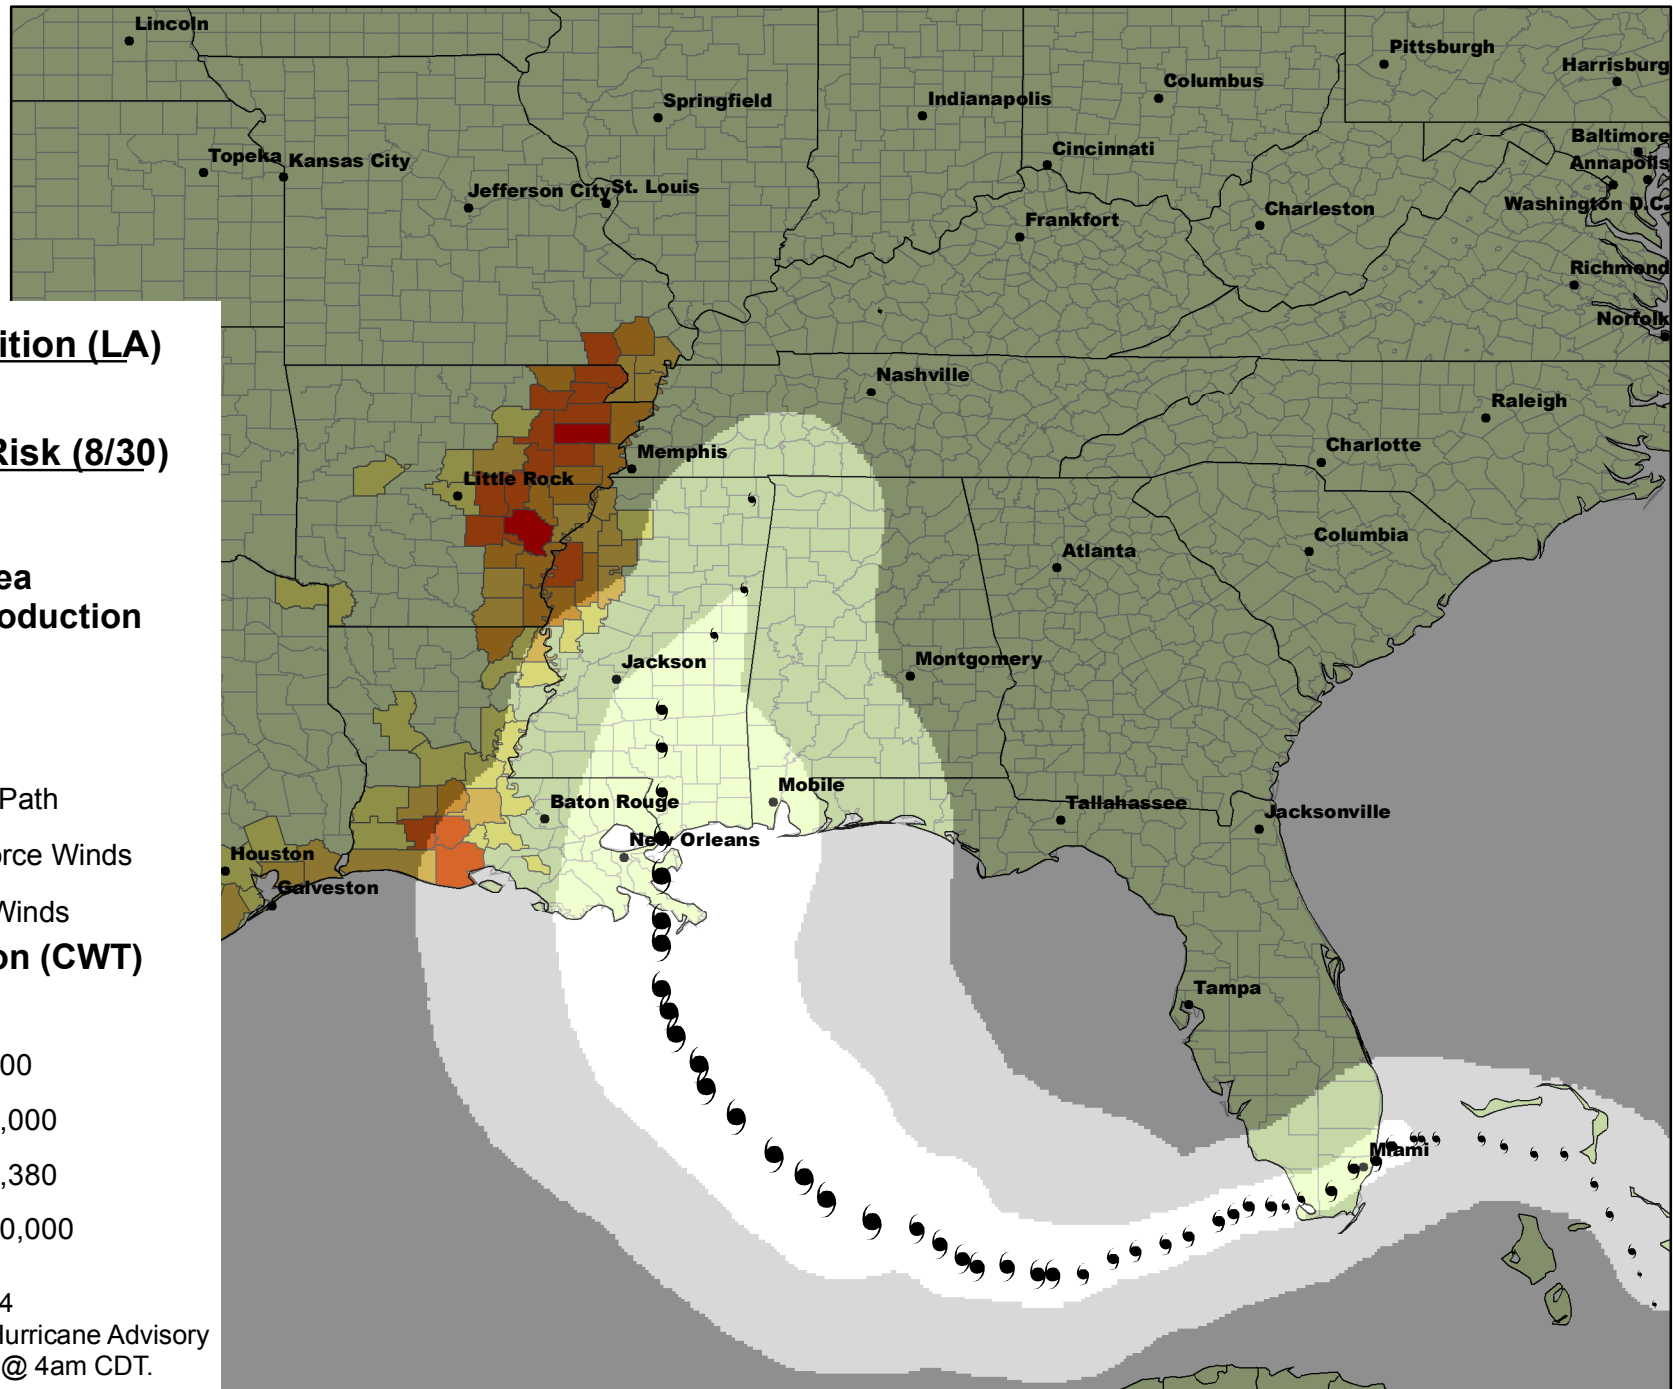 Lincoln
Pittsburgh
Harrisburg
Columbus
Springfield
Indianapolis
Baltimore
Cincinnati
Topeka
Kansas City
Annapolis
Jefferson City
St. Louis
Washington D.C.
Charleston
Frankfort
Richmond
Norfolk
ition (LA)
Nashville
Raleigh
Risk (8/30)
Charlotte
Memphis
Little Rock
Columbia
Atlanta
ea
oduction
Jackson
Montgomery
Path
Mobile
Baton Rouge
Tallahassee
Jacksonville
New Orleans
orce Winds
Houston
Galveston
Winds
on (CWT)
Tampa
00
,000
Miami
,380
0,000
4
Hurricane Advisory
@ 4am CDT.